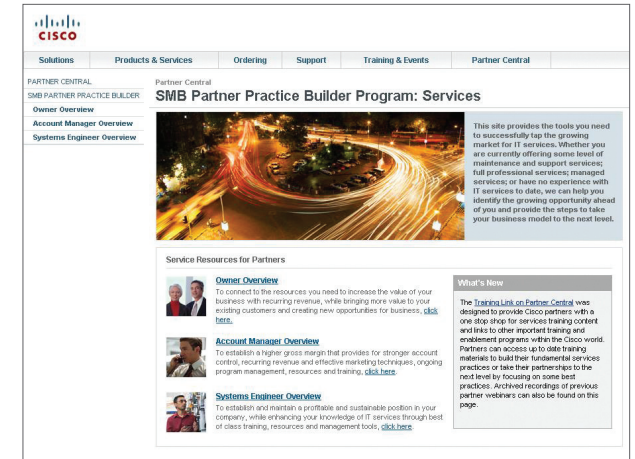 CISCO
Solutions Products & Services Ordering Support Training & Events Partner Central
PARTNER CENTRAL
SMB PARTNER PRACTICE BUILDER
Owner Overview
Account Manager Overview
Systems Engineer Overview
Partner Central
SMB Partner Practice Builder Program: Services
This site provides the tools you need
to successfully tap the growing
market for IT services. Whether you
are currently offering some level of
maintenance and support services;
full professional services; managed
services; or have no experience with
IT services to date, we can help you
identify the growing opportunity ahead
of you and provide the steps to take
your business model to the next level.
Service Resources for Partners
Owner Overview
To connect to the resources you need to increase the value of your
business with recurring revenue, while bringing more value to your
existing customers and creating new opportunities for business, click
here.
Account Manager Overview
To establish a higher gross margin that provides for stronger account
control, recurring revenue and effective marketing techniques, ongoing
program management, resources and training, click here.
Systems Engineer Overview
To establish and maintain a profitable and sustainable position in your
company, while enhancing your knowledge of IT services through best
of class training, resources and management tools, click here.
What's New
The Training Link on Partner Central was
designed to provide Cisco partners with a
one stop shop for services training content
and links to other important training and
enablement programs within the Cisco world.
Partners can access up to date training
materials to build their fundamental services
practices or take their partnerships to the
next level by focusing on some best
practices. Archived recordings of previous
partner webinars can also be found on this
page.